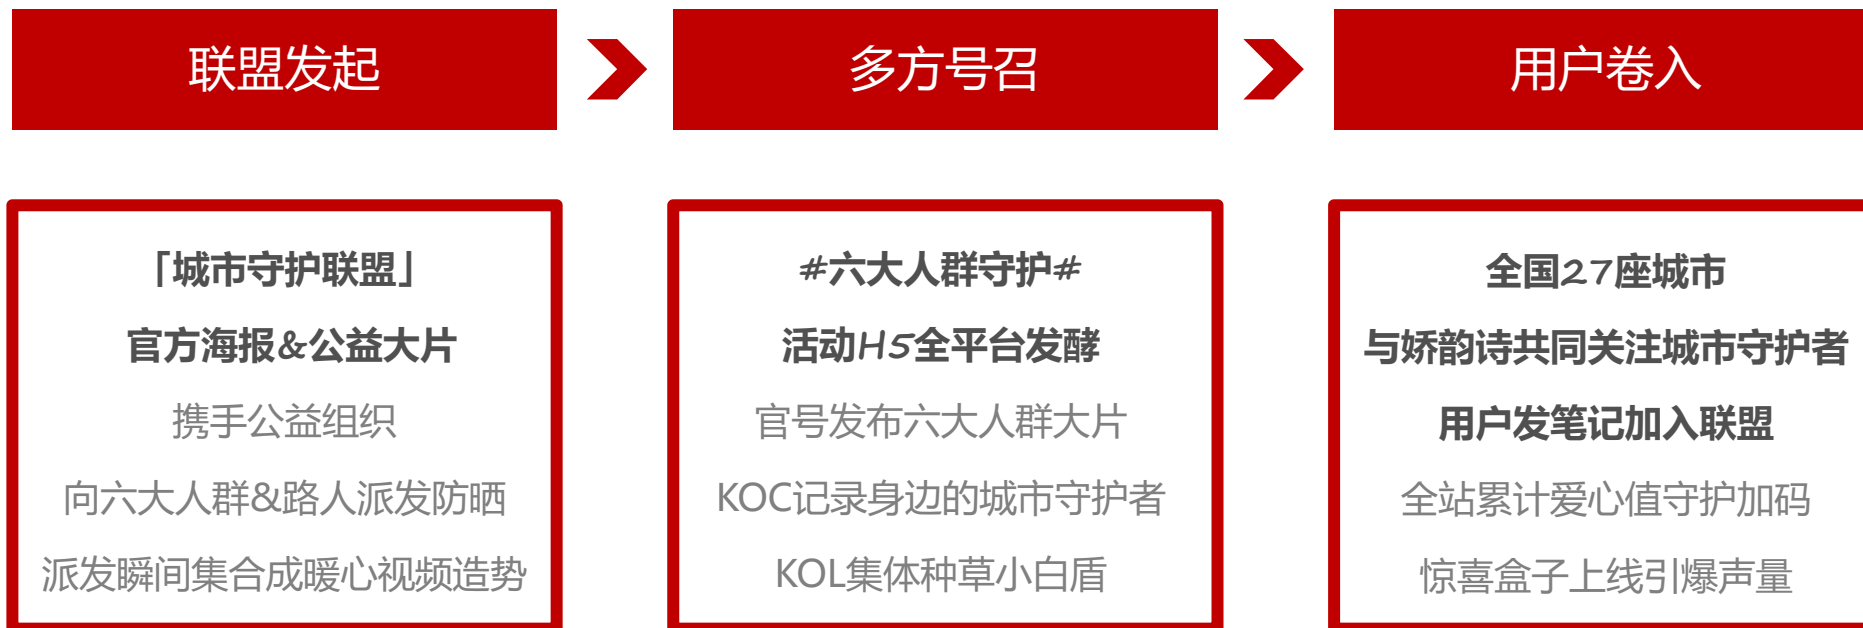 联盟发起
多方号召
用户卷入
「城市守护联盟」
官方海报&公益大片
携手公益组织
向六大人群&路人派发防晒
派发瞬间集合成暖心视频造势
#六大人群守护#
活动H5全平台发酵
官号发布六大人群大片
KOC记录身边的城市守护者
KOL集体种草小白盾
全国27座城市
与娇韵诗共同关注城市守护者
用户发笔记加入联盟
全站累计爱心值守护加码
惊喜盒子上线引爆声量